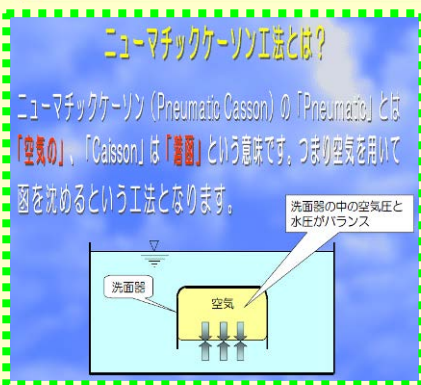 ニューマチックケーソン工法とは？
ニューマチックケーソン（Pneumatic Casson）の「Pneumatic」とは
「空気の」、「Caisson」は「着函」という意味です。つまり空気を用いて
函を沈めるという工法となります。
洗面器の中の空気圧と
水圧がバランス
洗面器
空気